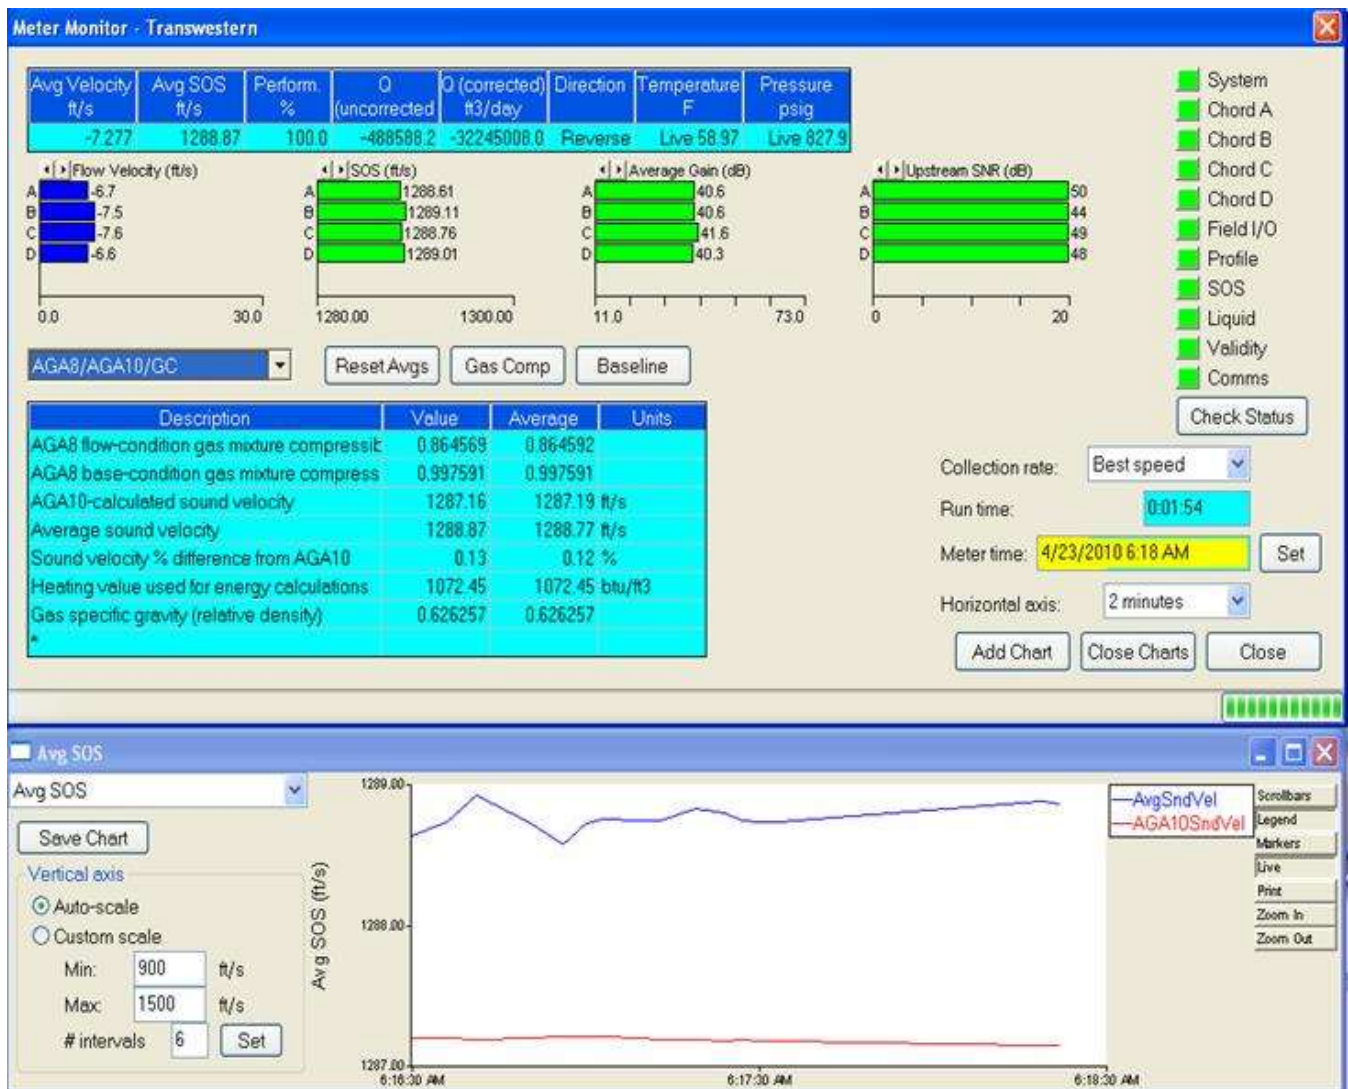 Meter Monitor - Transwestern
Avg Velocity ft/s Avg SOS ft/s Perform. % Q (uncorrected Q (corrected) ft3/day Direction Temperature F Pressure psig
-7.277 1288.87 100.0 -488588.2 -32245008.0 Reverse Live 58.97 Live 827.9
System
Chord A
Chord B
Chord C
Chord D
Field I/O
Profile
SOS
Liquid
Validity
Comms
Check Status
Flow Velocity (ft/s)
A -6.7
B -7.5
C -7.6
D -6.6
0.0 30.0
SOS (ft/s)
A 1288.61
B 1289.11
C 1288.76
D 1289.01
1280.00 1300.00
Average Gain (dB)
A 40.6
B 40.6
C 41.6
D 40.3
11.0 73.0
Upstream SNR (dB)
A 50
B 44
C 49
D 48
0 20
AGA8/AGA10/GC Reset Avgs Gas Comp Baseline
Description Value Average Units
AGA8 flow-condition gas mixture compressit 0.864569 0.864592
AGA8 base-condition gas mixture compress 0.997591 0.997591
AGA10-calculated sound velocity 1287.16 1287.19 ft/s
Average sound velocity 1288.87 1288.77 ft/s
Sound velocity % difference from AGA10 0.13 0.12 %
Heating value used for energy calculations 1072.45 1072.45 btu/ft3
Gas specific gravity (relative density) 0.626257 0.626257
*
Collection rate: Best speed
Run time: 0:01:54
Meter time: 4/23/2010 6:18 AM Set
Horizontal axis: 2 minutes
Add Chart Close Charts Close
Avg SOS
Avg SOS
Save Chart
Vertical axis
Auto-scale
Custom scale
Min: 900 ft/s
Max: 1500 ft/s
# intervals 6 Set
Avg SOS (ft/s)
1289.00
1288.00
1287.00
6:16:30 AM 6:17:30 AM 6:18:30 AM
AvgSndVel
AGA10SndVel
Scrollbars
Legend
Markers
Live
Print
Zoom In
Zoom Out